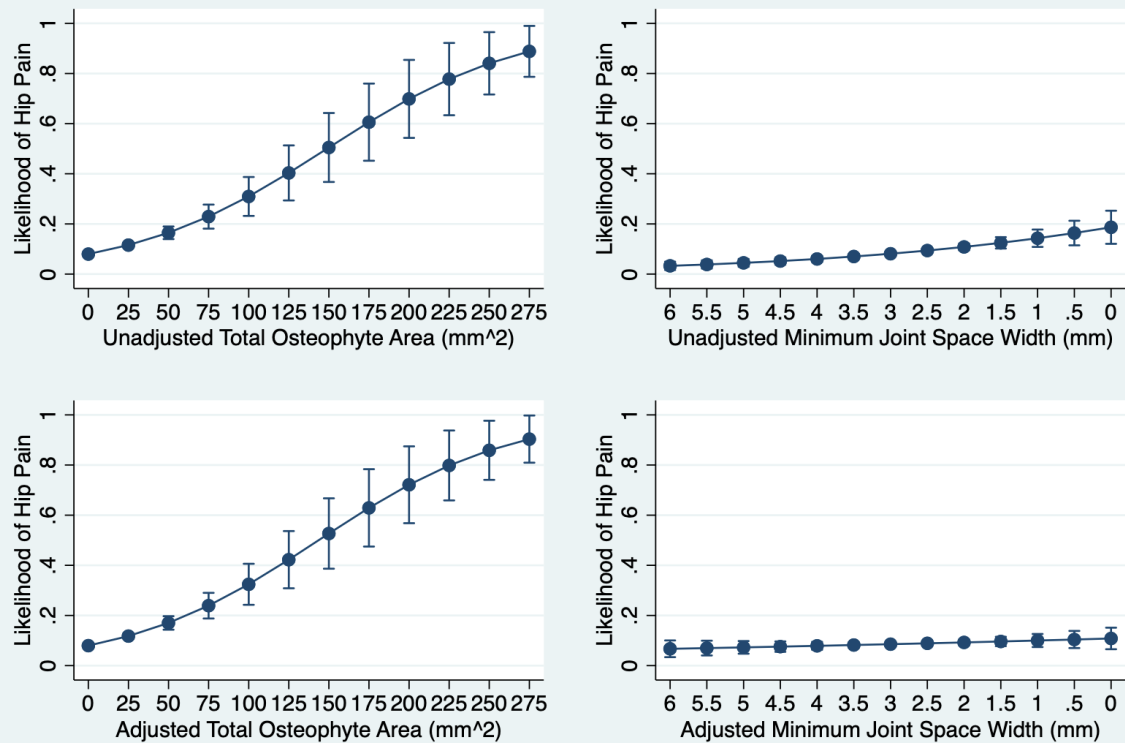 Likelihood of Hip Pain
0 .2 .4 .6 .8 1
0 25 50 75 100 125 150 175 200 225 250 275
Unadjusted Total Osteophyte Area (mm^2)
Likelihood of Hip Pain
0 .2 .4 .6 .8 1
6 5.5 5 4.5 4 3.5 3 2.5 2 1.5 1 .5 0
Unadjusted Minimum Joint Space Width (mm)
Likelihood of Hip Pain
0 .2 .4 .6 .8 1
0 25 50 75 100 125 150 175 200 225 250 275
Adjusted Total Osteophyte Area (mm^2)
Likelihood of Hip Pain
0 .2 .4 .6 .8 1
6 5.5 5 4.5 4 3.5 3 2.5 2 1.5 1 .5 0
Adjusted Minimum Joint Space Width (mm)